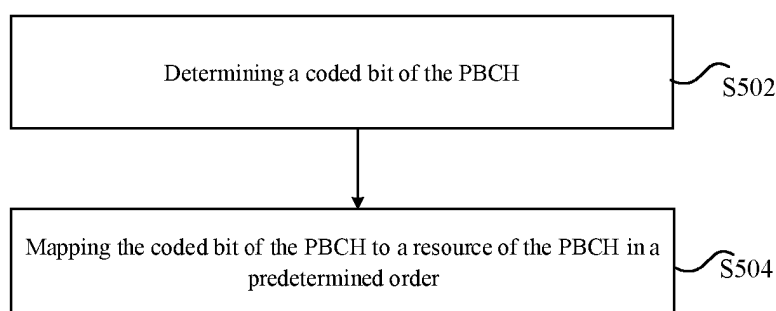 Determining a coded bit of the PBCH
S502
Mapping the coded bit of the PBCH to a resource of the PBCH in a
predetermined order
S504